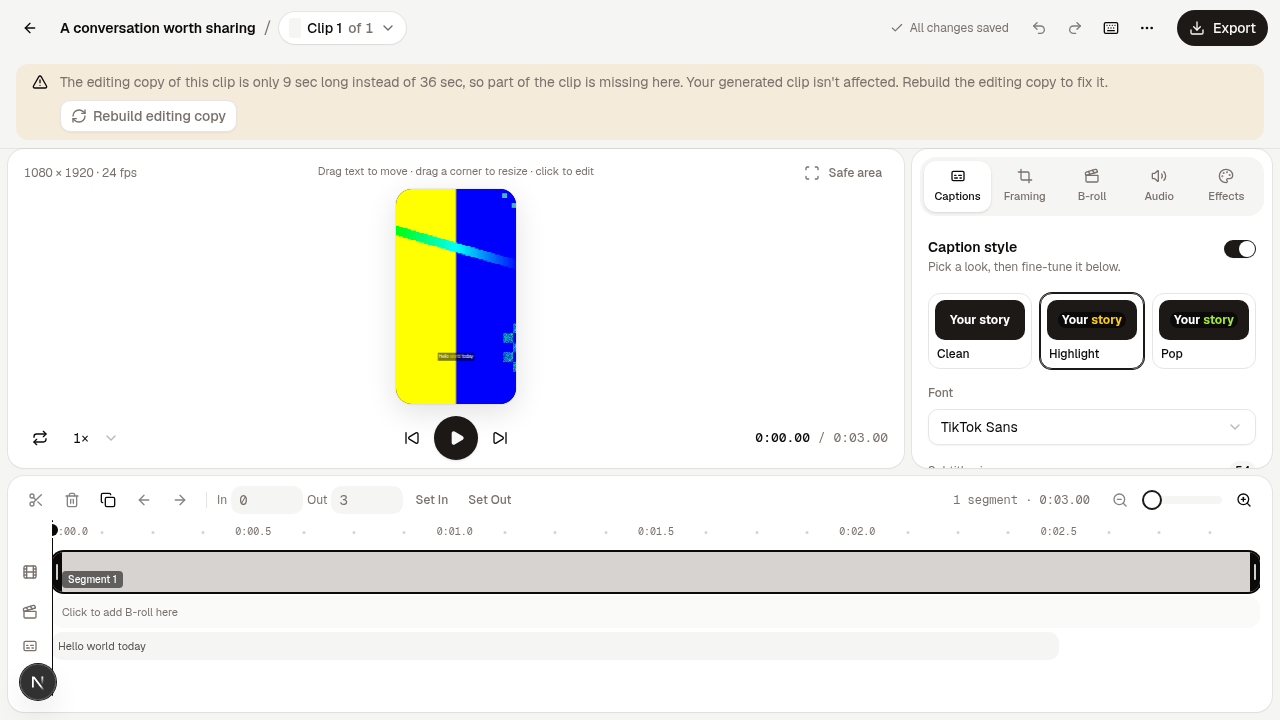 A conversation worth sharing / Clip 1 of 1
All changes saved
Export
The editing copy of this clip is only 9 sec long instead of 36 sec, so part of the clip is missing here. Your generated clip isn't affected. Rebuild the editing copy to fix it.
Rebuild editing copy
1080 × 1920 · 24 fps
Drag text to move · drag a corner to resize · click to edit
Safe area
Hello world today
1×
0:00.00 / 0:03.00
Captions
Framing
B-roll
Audio
Effects
Caption style
Pick a look, then fine-tune it below.
Your story
Your story
Your story
Clean
Highlight
Pop
Font
TikTok Sans
In 0 Out 3 Set In Set Out
1 segment · 0:03.00
:00.0 0:00.5 0:01.0 0:01.5 0:02.0 0:02.5
Segment 1
Click to add B-roll here
Hello world today
N